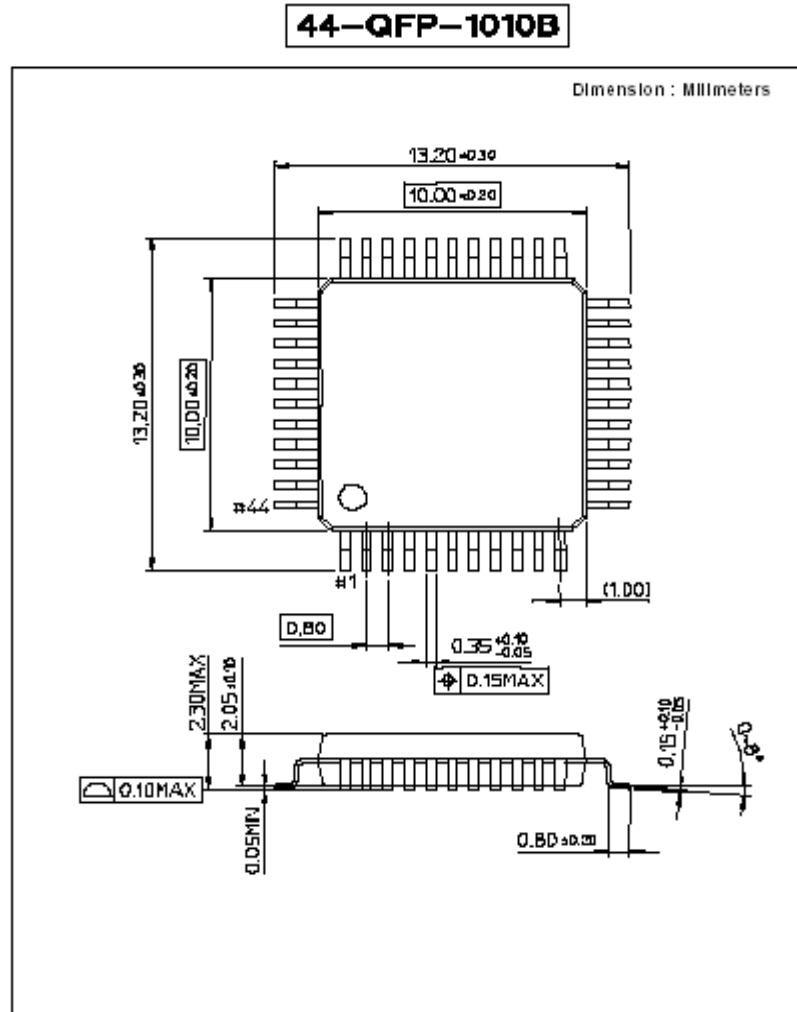 44-QFP-1010B
Dimension : Millimeters
13.20 ±0.30
10.00 ±0.20
13.20 ±0.30
10.00 ±0.20
#44
#1
(1.00)
0.80
0.35 +0.10 -0.05
⌖ 0.15MAX
2.30MAX
2.05 ±0.10
0.15 +0.10 -0.05
0~8°
⌓ 0.10MAX
0.05MIN
0.80 ±0.20